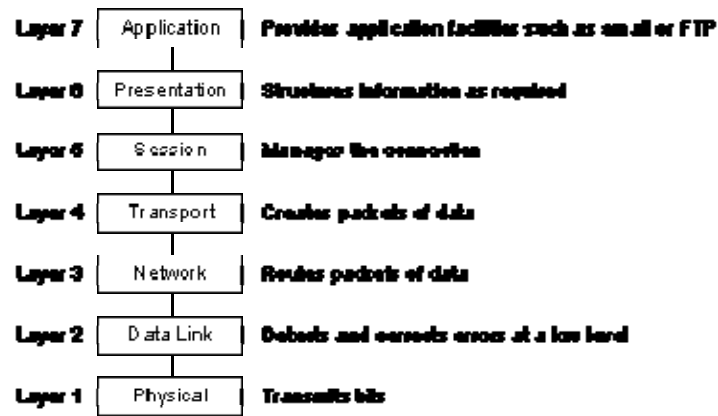 Layer 7 Application Provides application facilities such as email or FTP
Layer 6 Presentation Structures information as required
Layer 5 Session Manages the connection
Layer 4 Transport Creates packets of data
Layer 3 Network Routes packets of data
Layer 2 Data Link Detects and corrects errors at a low level
Layer 1 Physical Transmits bits